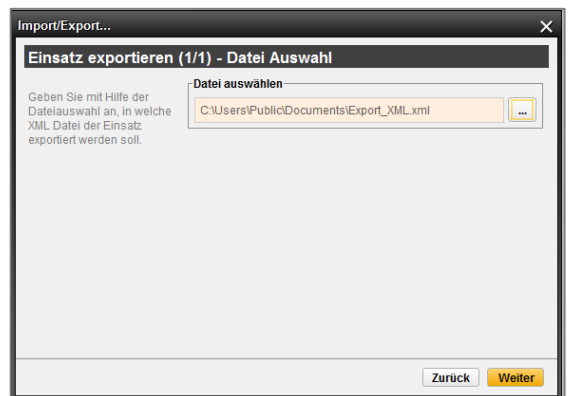 Import/Export...
Einsatz exportieren (1/1) - Datei Auswahl
Geben Sie mit Hilfe der
Dateiauswahl an, in welche
XML Datei der Einsatz
exportiert werden soll.
Datei auswählen
C:\Users\Public\Documents\Export_XML.xml
...
Zurück
Weiter